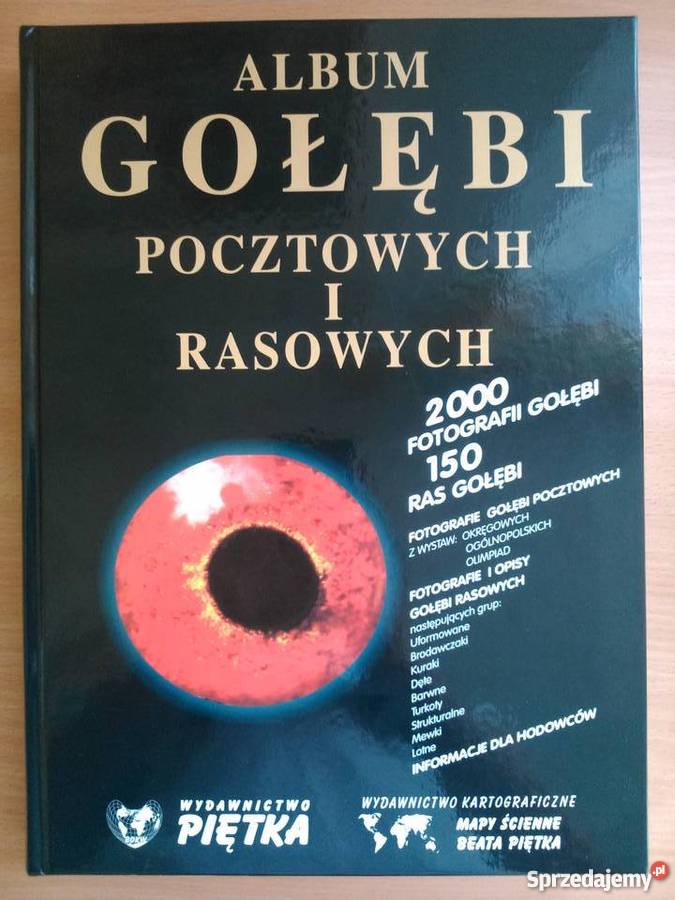 ALBUM
GOŁĘBI
POCZTOWYCH
I
RASOWYCH
2000
FOTOGRAFII GOŁĘBI
150
RAS GOŁĘBI
FOTOGRAFIE GOŁĘBI POCZTOWYCH
Z WYSTAW: OKRĘGOWYCH
OGÓLNOPOLSKICH
OLIMPIAD
FOTOGRAFIE I OPISY
GOŁĘBI RASOWYCH
następujących grup:
Uformowane
Brodawczaki
Kuraki
Dęte
Barwne
Turkoty
Strukturalne
Mewki
Lotne
INFORMACJE DLA HODOWCÓW
WYDAWNICTWO
PIĘTKA
WYDAWNICTWO KARTOGRAFICZNE
MAPY ŚCIENNE
BEATA PIĘTKA
Sprzedajemy.pl